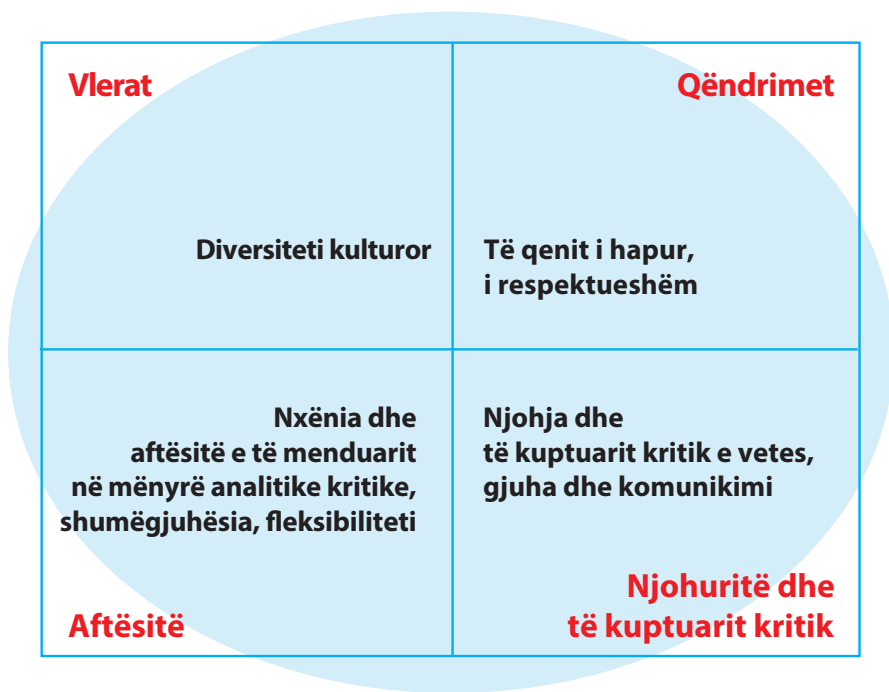 Vlerat
Diversiteti kulturor
Qëndrimet
Të qenit i hapur,
i respektueshëm
Nxënia dhe
aftësitë e të menduarit
në mënyrë analitike kritike,
shumëgjuhësia, fleksibiliteti
Aftësitë
Njohja dhe
të kuptuarit kritik e vetes,
gjuha dhe komunikimi
Njohuritë dhe
të kuptuarit kritik